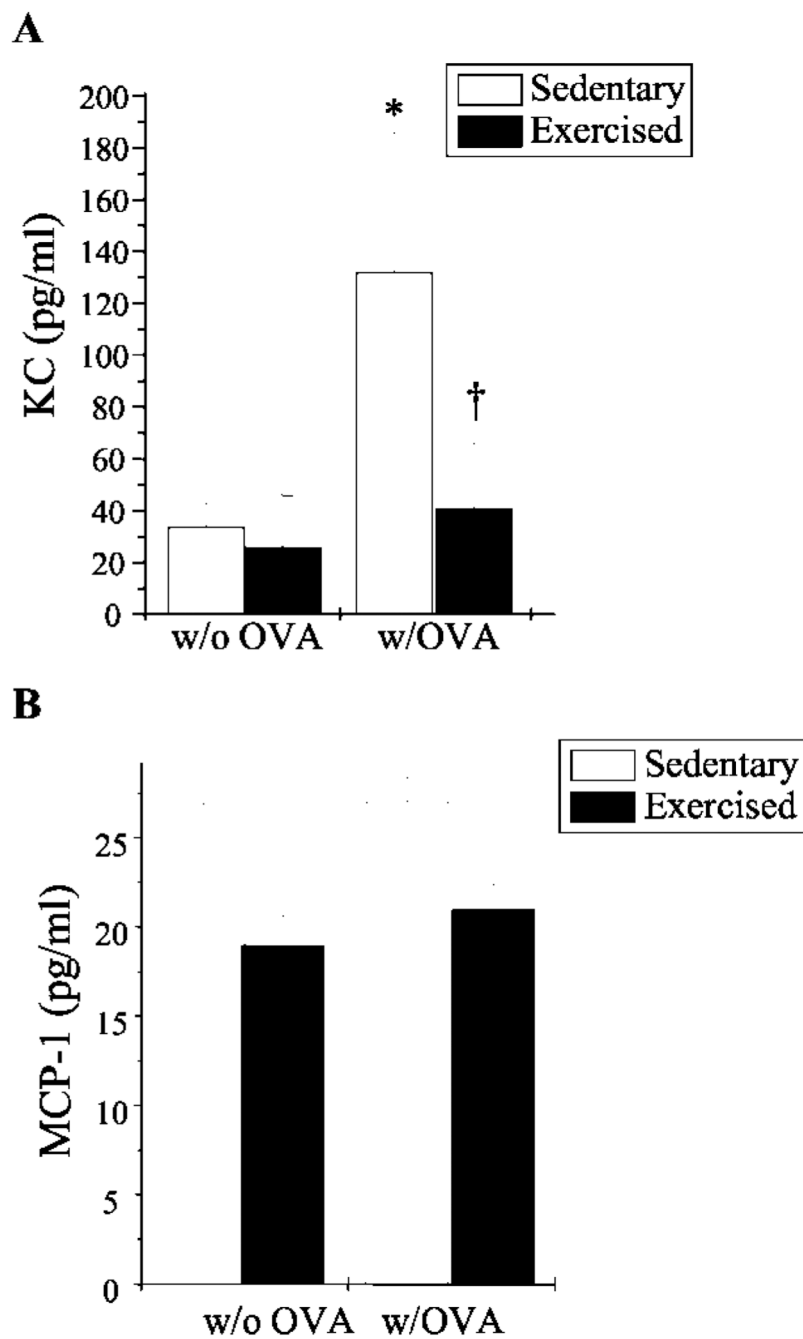 A
Sedentary
Exercised
KC (pg/ml)
200
180
160
140
120
100
80
60
40
20
0
*
†
w/o OVA
w/OVA
B
Sedentary
Exercised
MCP-1 (pg/ml)
25
20
15
10
5
0
w/o OVA
w/OVA